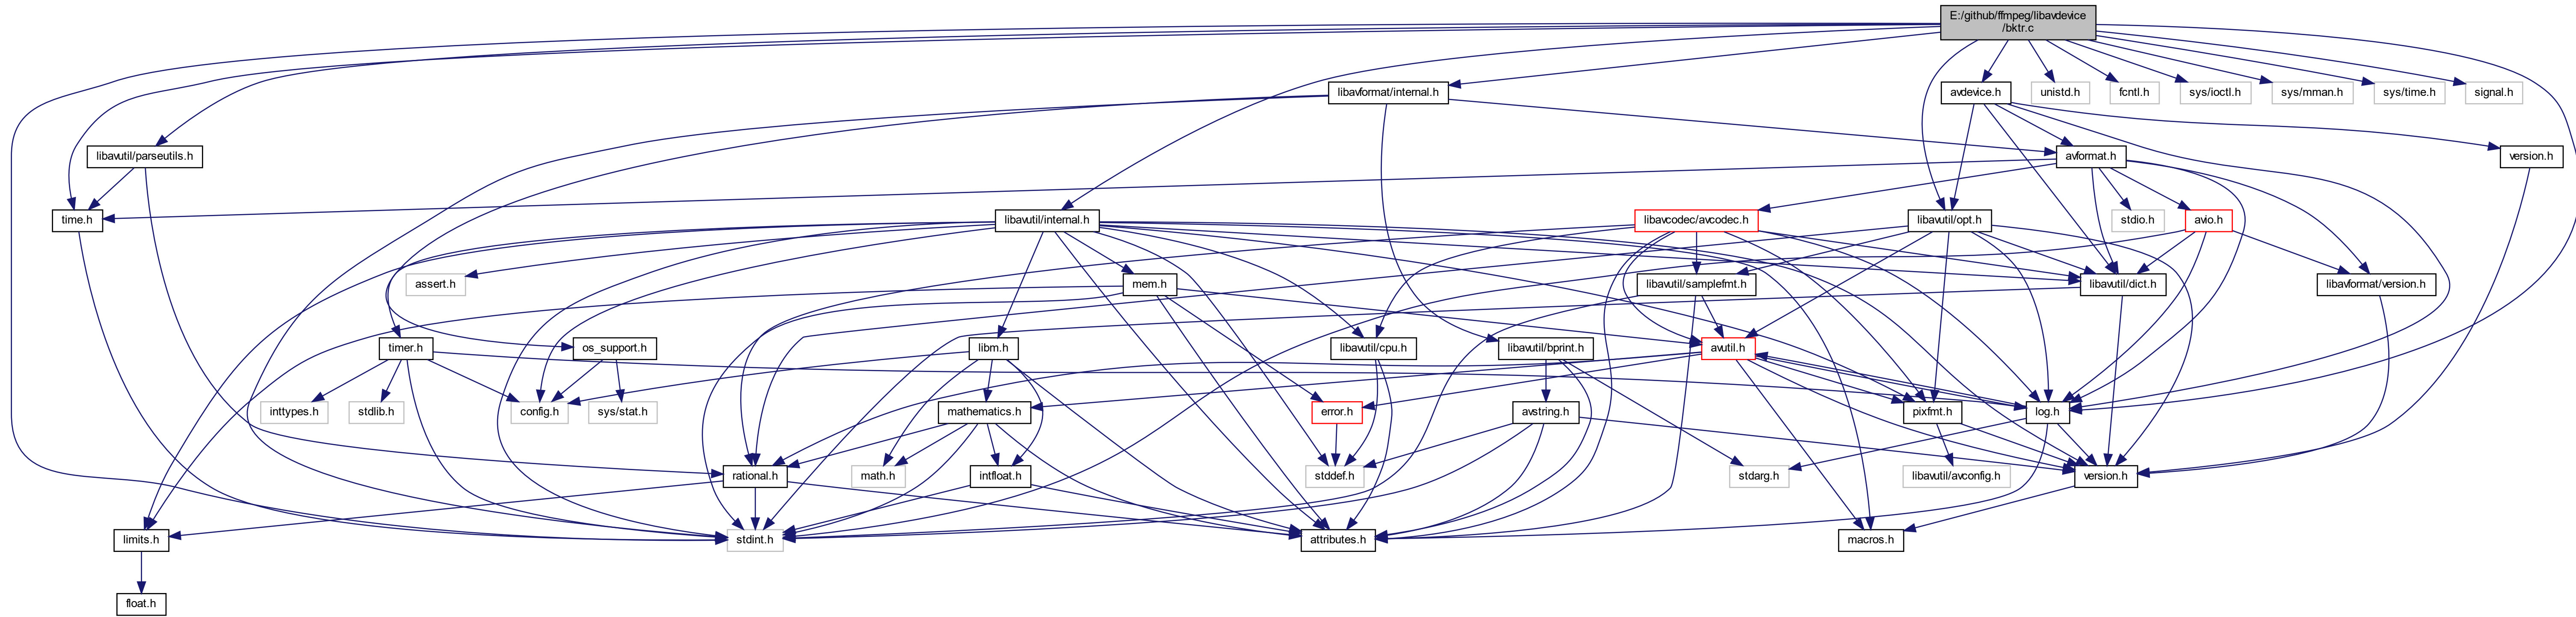 E:/github/ffmpeg/libavdevice
/bktr.c
libavformat/internal.h
avdevice.h
unistd.h
fcntl.h
sys/ioctl.h
sys/mman.h
sys/time.h
signal.h
libavutil/parseutils.h
avformat.h
version.h
time.h
libavutil/internal.h
libavcodec/avcodec.h
libavutil/opt.h
stdio.h
avio.h
assert.h
mem.h
libavutil/samplefmt.h
libavutil/dict.h
libavformat/version.h
timer.h
os_support.h
libm.h
libavutil/cpu.h
libavutil/bprint.h
avutil.h
inttypes.h
stdlib.h
config.h
sys/stat.h
mathematics.h
error.h
avstring.h
pixfmt.h
log.h
rational.h
math.h
intfloat.h
stddef.h
stdarg.h
libavutil/avconfig.h
version.h
limits.h
stdint.h
attributes.h
macros.h
float.h